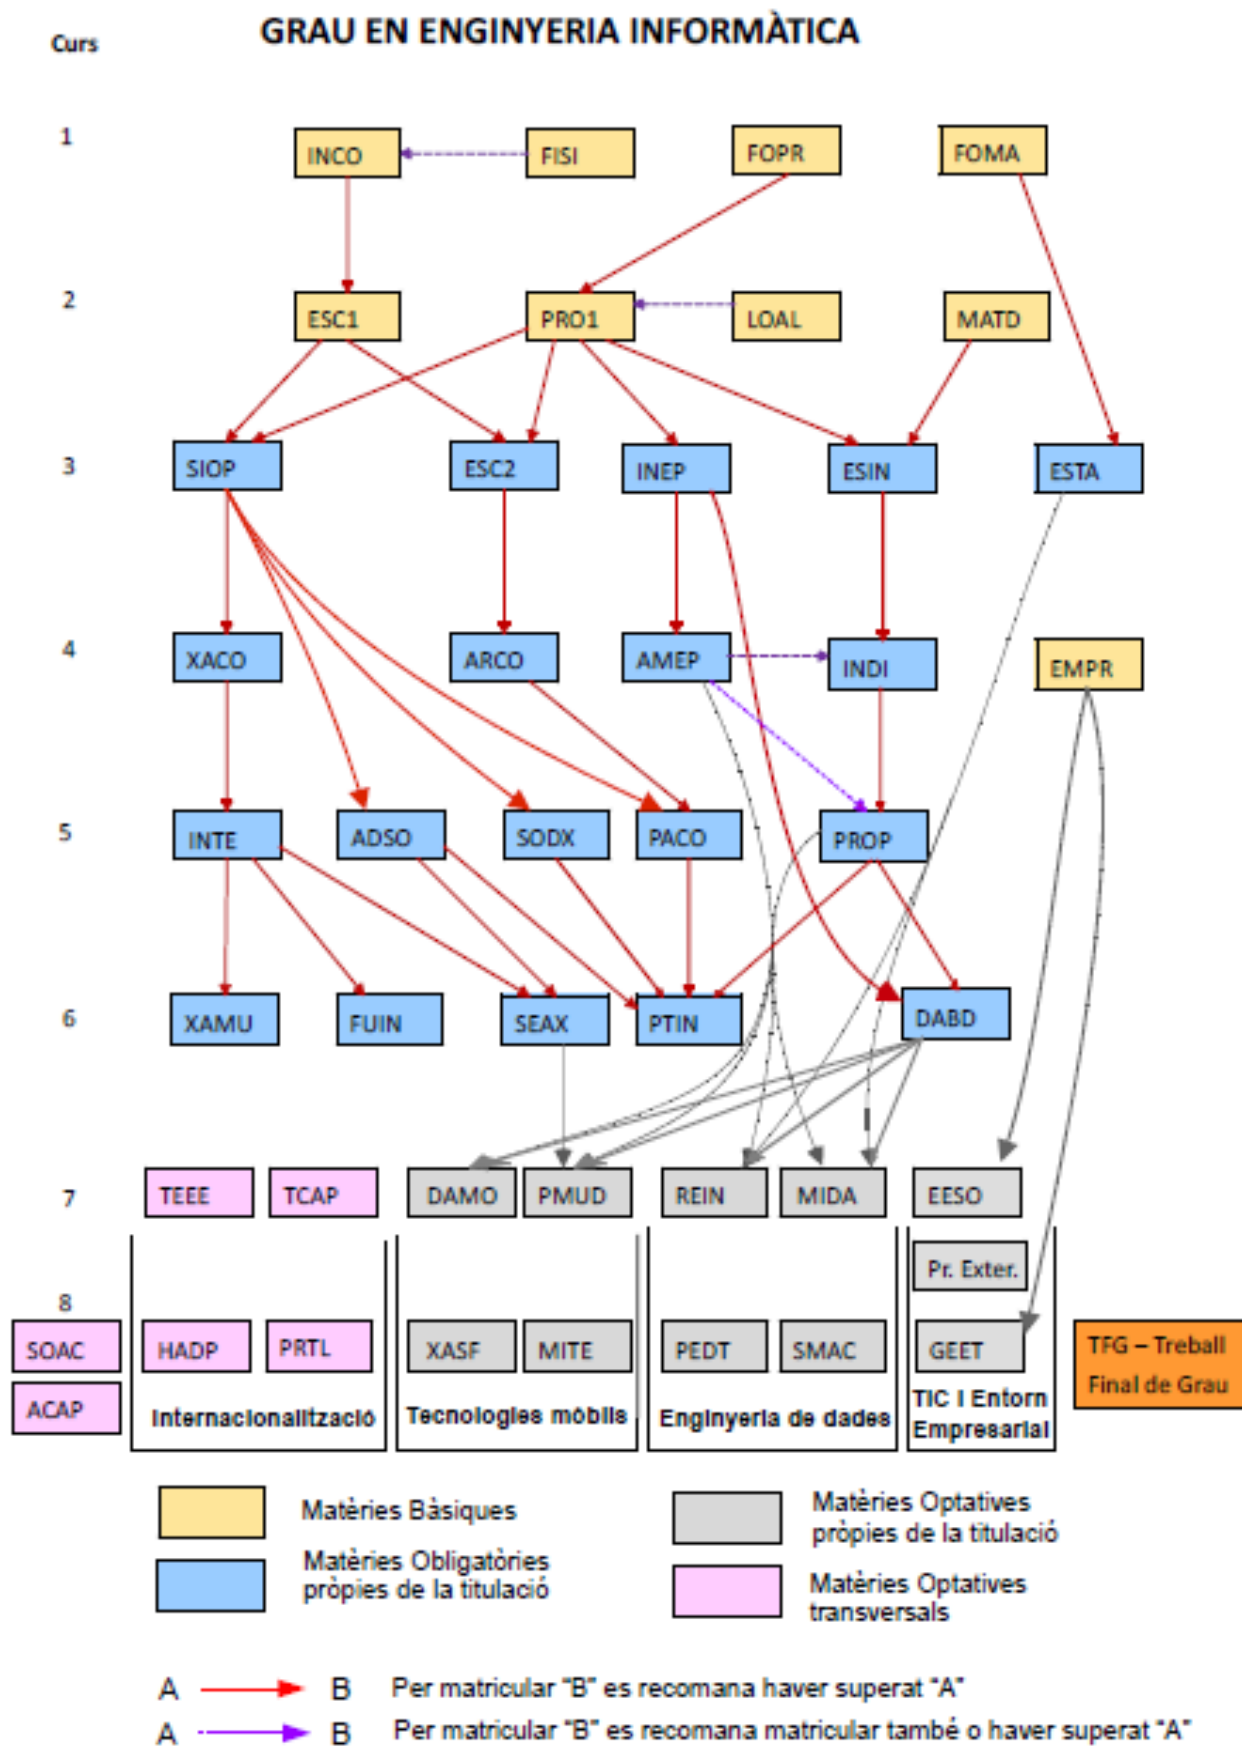 GRAU EN ENGINYERIA INFORMÀTICA
Curs
1
INCO
FISI
FOPR
FOMA
2
ESC1
PRO1
LOAL
MATD
3
SIOP
ESC2
INEP
ESIN
ESTA
4
XACO
ARCO
AMEP
INDI
EMPR
5
INTE
ADSO
SODX
PACO
PROP
6
XAMU
FUIN
SEAX
PTIN
DABD
7
TEEE
TCAP
DAMO
PMUD
REIN
MIDA
EESO
Pr. Exter.
8
SOAC
HADP
PRTL
XASF
MITE
PEDT
SMAC
GEET
TFG – Treball
Final de Grau
ACAP
Internacionalització
Tecnologies mòbils
Enginyeria de dades
TIC I Entorn
Empresarial
Matèries Bàsiques
Matèries Obligatòries
pròpies de la titulació
Matèries Optatives
pròpies de la titulació
Matèries Optatives
transversals
A B Per matricular "B" es recomana haver superat "A"
A B Per matricular "B" es recomana matricular també o haver superat "A"